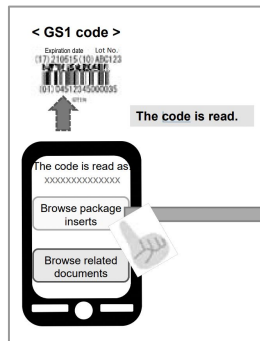 < GS1 code >
Expiration date Lot No.
(17) 210615 (10) ABC123
(01) 04512345000035
GTIN
The code is read.
The code is read as:
XXXXXXXXXXXXXX
Browse package
inserts
Browse related
documents